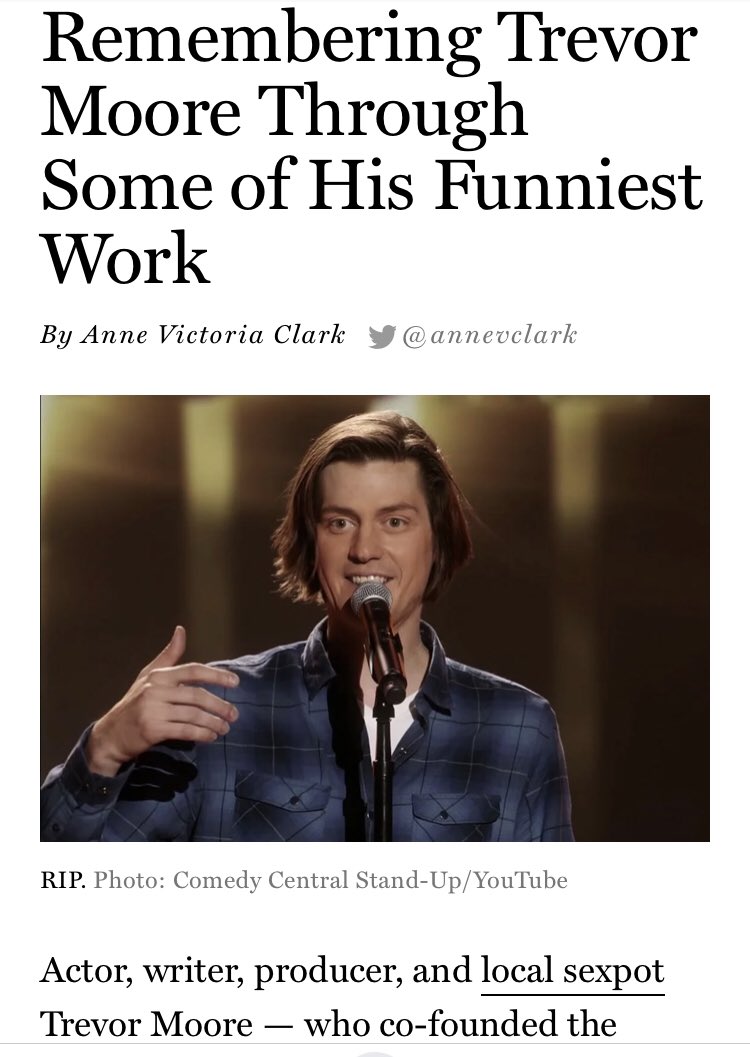 Remembering Trevor
Moore Through
Some of His Funniest
Work
By Anne Victoria Clark @annevclark
RIP. Photo: Comedy Central Stand-Up/YouTube
Actor, writer, producer, and local sexpot
Trevor Moore — who co-founded the